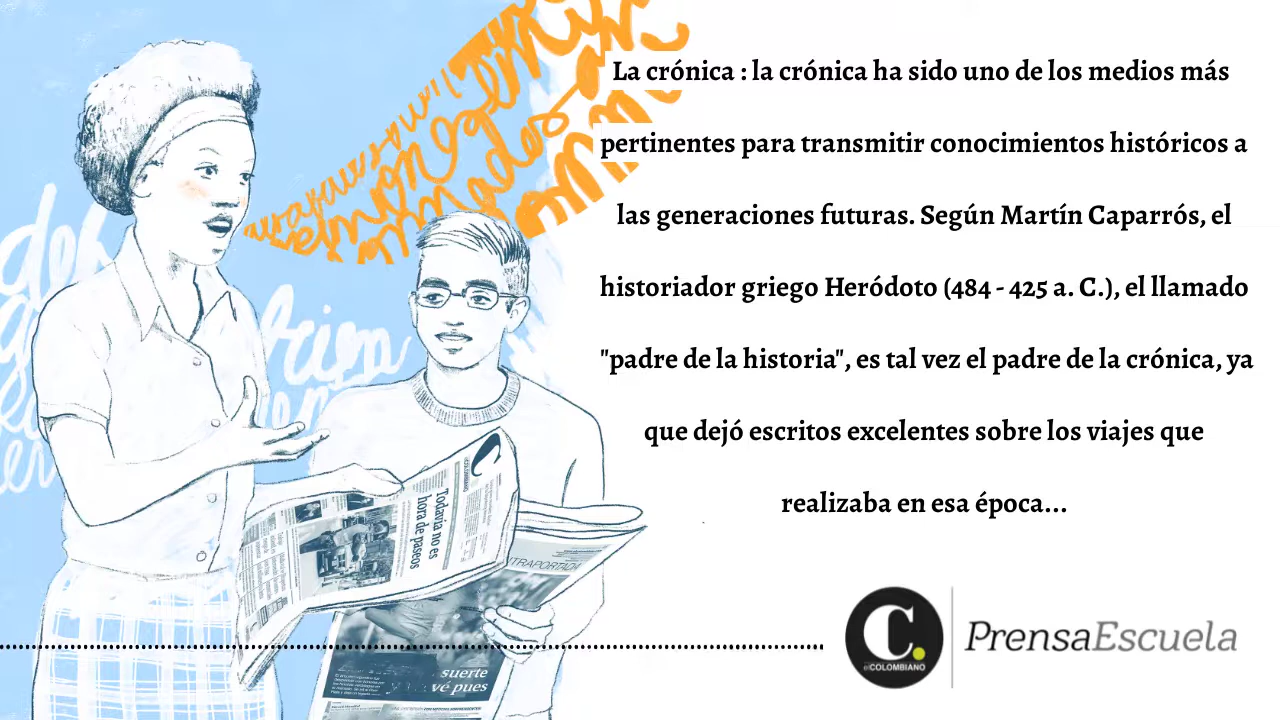 La crónica : la crónica ha sido uno de los medios más
pertinentes para transmitir conocimientos históricos a
las generaciones futuras. Según Martín Caparrós, el
historiador griego Heródoto (484 - 425 a. C.), el llamado
"padre de la historia", es tal vez el padre de la crónica, ya
que dejó escritos excelentes sobre los viajes que
realizaba en esa época...
Todavía no es
hora de paseos
suerte
vé pues
C.
elCOLOMBIANO
PrensaEscuela